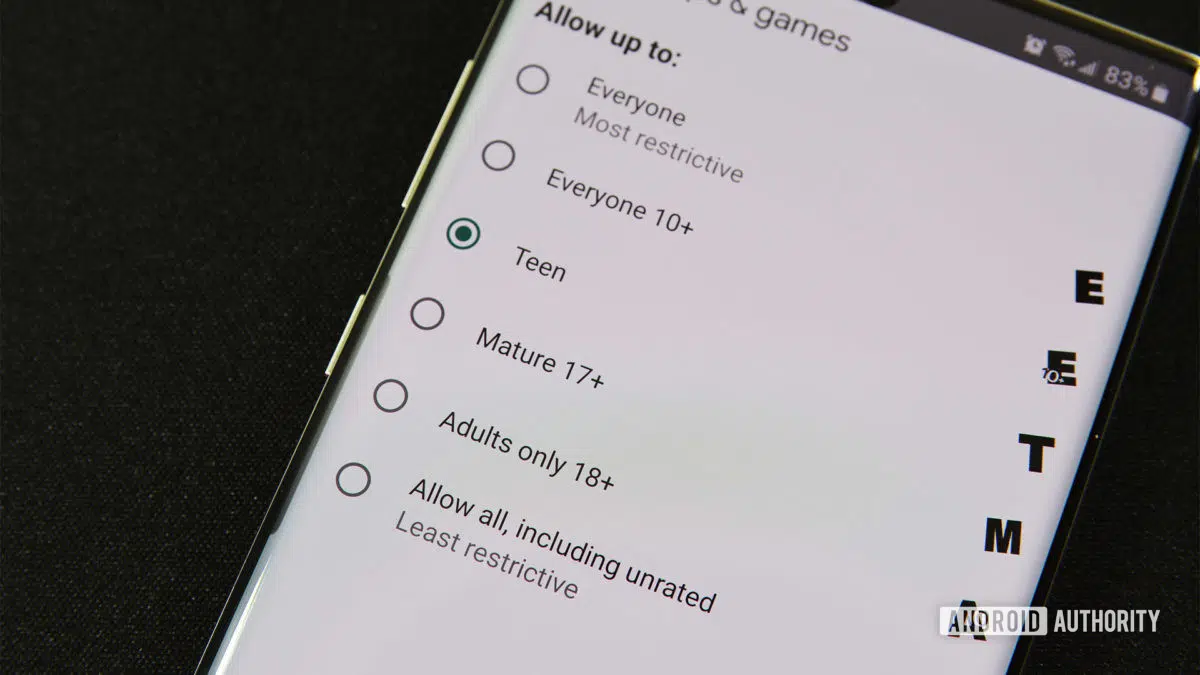 & games
83%
Allow up to:
Everyone
Most restrictive
E
Everyone 10+
E
10+
Teen
T
Mature 17+
M
Adults only 18+
A
Allow all, including unrated
Least restrictive
ANDROID AUTHORITY